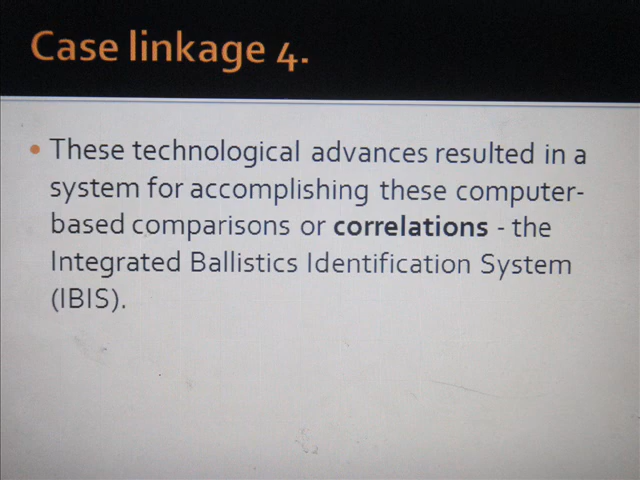 Case linkage 4.
• These technological advances resulted in a
system for accomplishing these computer-
based comparisons or correlations - the
Integrated Ballistics Identification System
(IBIS).